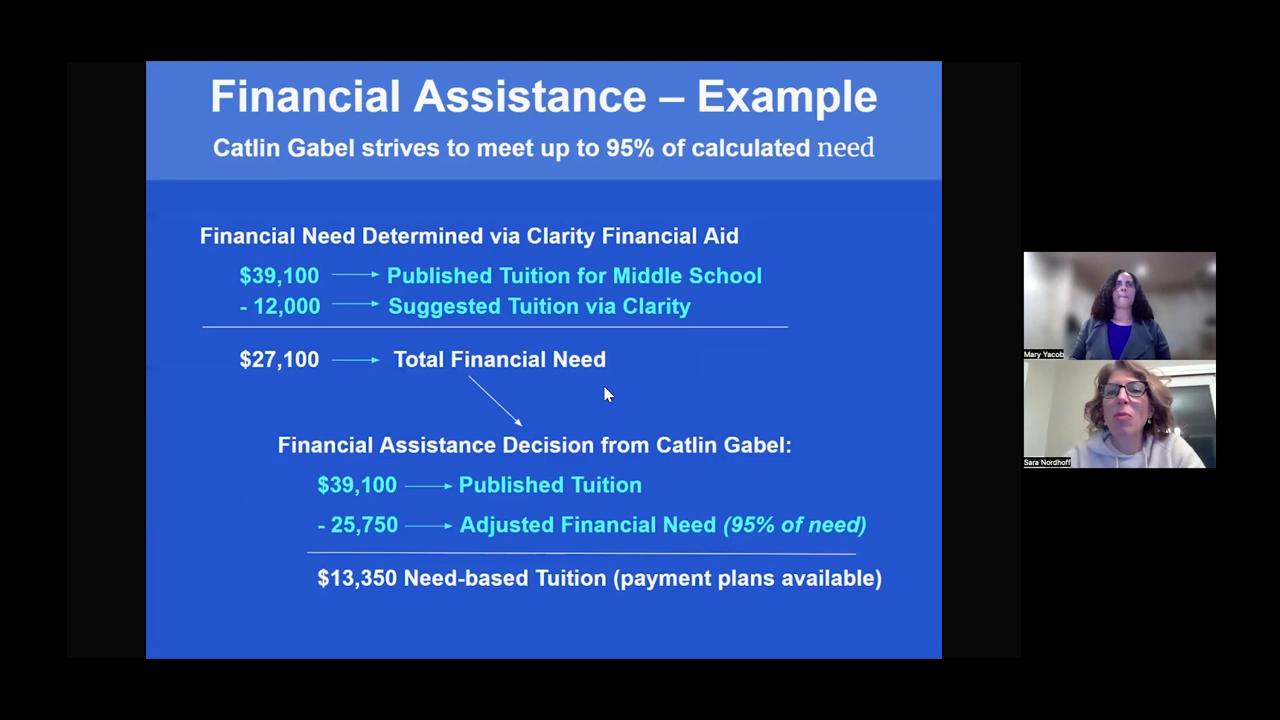 Financial Assistance – Example
Catlin Gabel strives to meet up to 95% of calculated need
Financial Need Determined via Clarity Financial Aid
$39,100 Published Tuition for Middle School
- 12,000 Suggested Tuition via Clarity
$27,100 Total Financial Need
Financial Assistance Decision from Catlin Gabel:
$39,100 Published Tuition
- 25,750 Adjusted Financial Need (95% of need)
$13,350 Need-based Tuition (payment plans available)
Mary Yacob
Sara Nordhoff